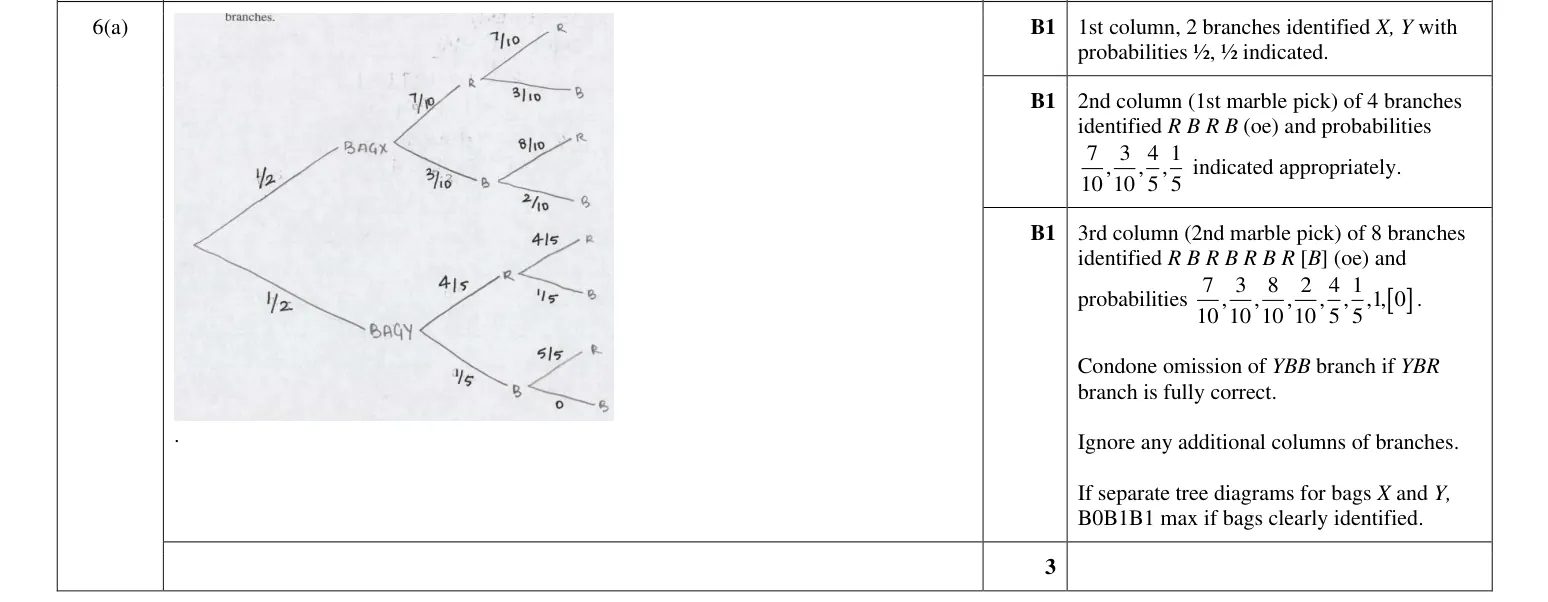 6(a)
branches.
1/2
BAGX
7/10
R
7/10
R
3/10
B
3/10
B
8/10
R
2/10
B
1/2
BAGY
4/5
R
4/5
R
1/5
B
1/5
B
5/5
R
0
B
.
B1
1st column, 2 branches identified X, Y with
probabilities ½, ½ indicated.
B1
2nd column (1st marble pick) of 4 branches
identified R B R B (oe) and probabilities
7/10, 3/10, 4/5, 1/5 indicated appropriately.
B1
3rd column (2nd marble pick) of 8 branches
identified R B R B R B R [B] (oe) and
probabilities 7/10, 3/10, 8/10, 2/10, 4/5, 1/5, 1, [0].
Condone omission of YBB branch if YBR
branch is fully correct.
Ignore any additional columns of branches.
If separate tree diagrams for bags X and Y,
B0B1B1 max if bags clearly identified.
3